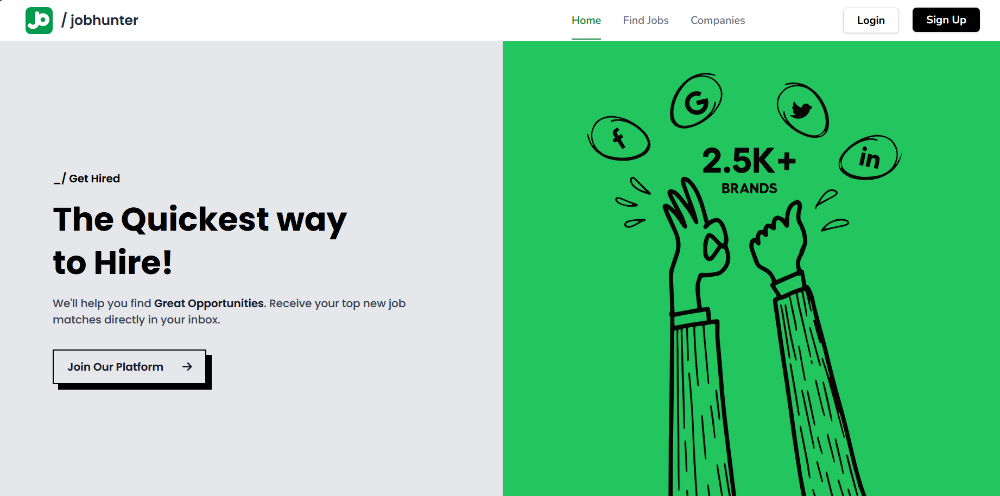 jo / jobhunter
Home Find Jobs Companies
Login Sign Up
_/ Get Hired
The Quickest way
to Hire!
We'll help you find Great Opportunities. Receive your top new job
matches directly in your inbox.
Join Our Platform →
f G in
2.5K+
BRANDS